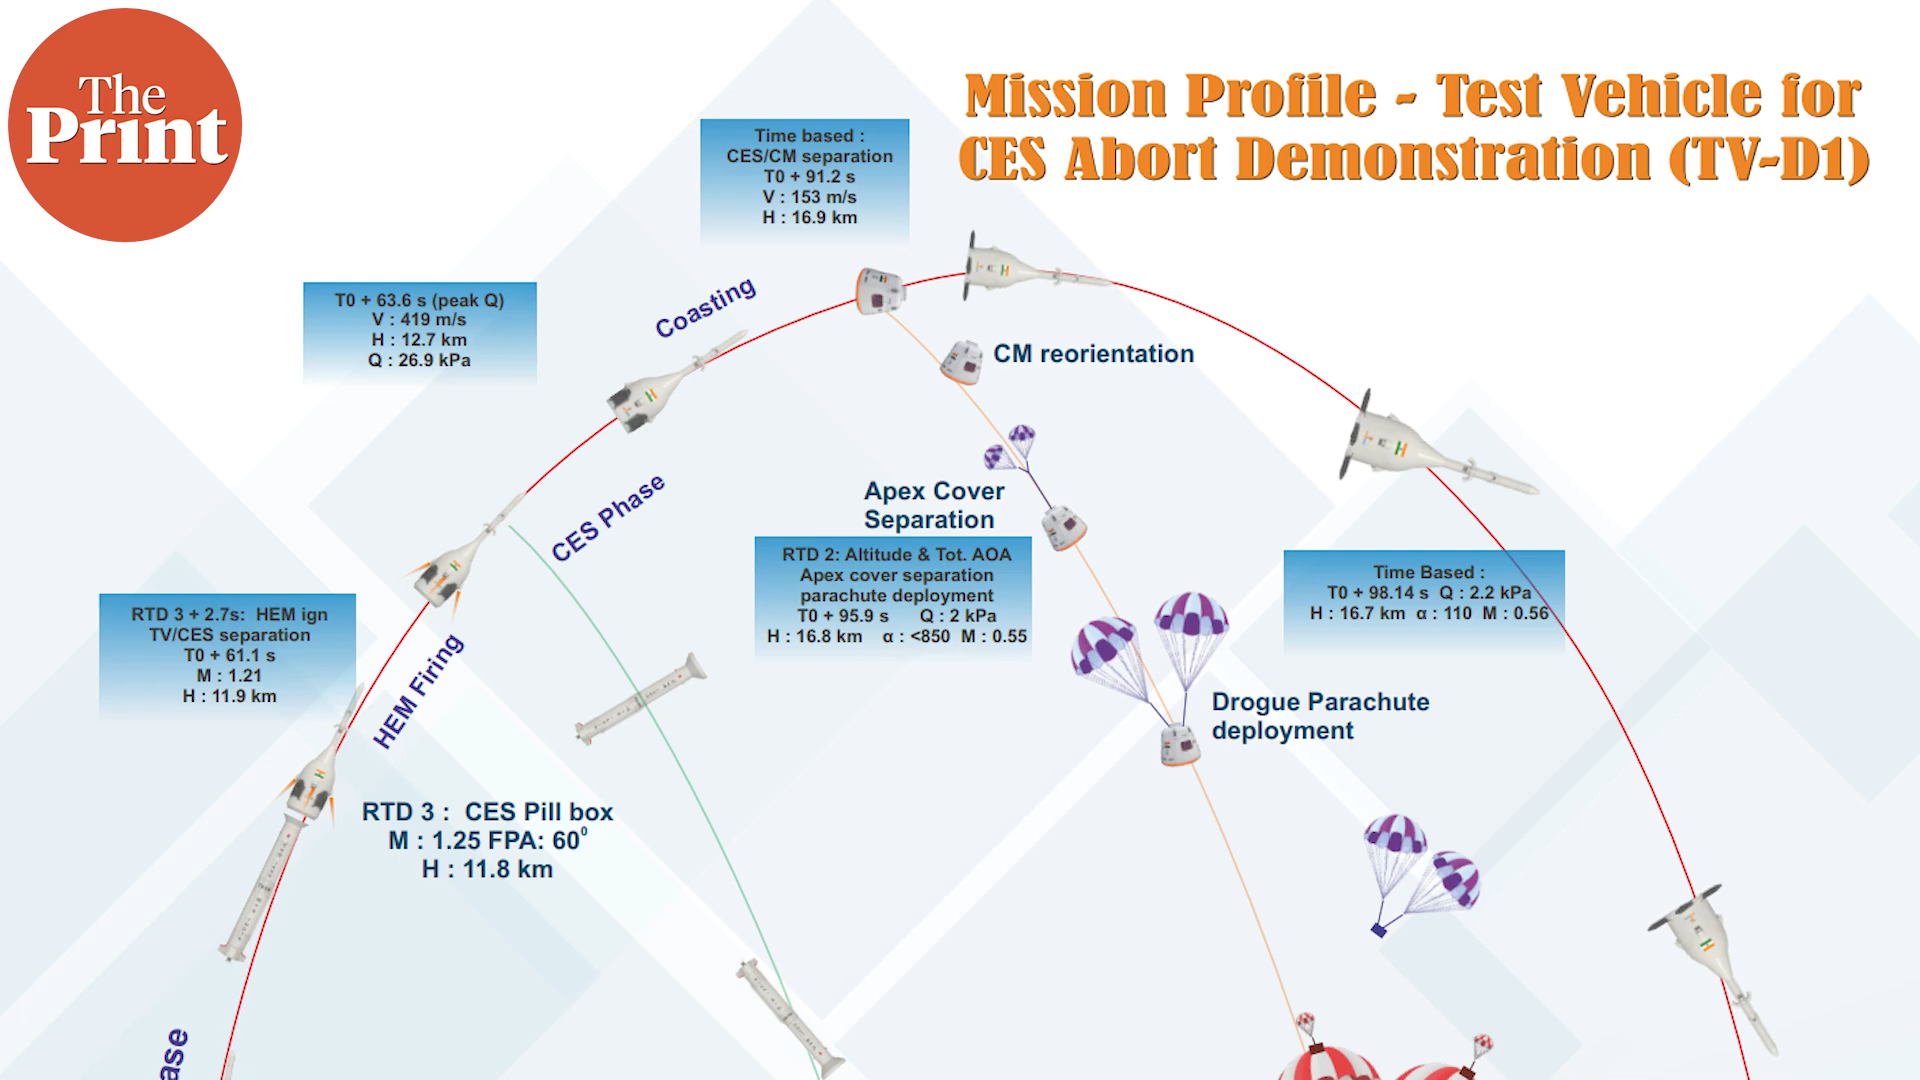 The
Print
Mission Profile - Test Vehicle for
CES Abort Demonstration (TV-D1)
Time based :
CES/CM separation
T0 + 91.2 s
V : 153 m/s
H : 16.9 km
T0 + 63.6 s (peak Q)
V : 419 m/s
H : 12.7 km
Q : 26.9 kPa
Coasting
CM reorientation
CES Phase
Apex Cover
Separation
RTD 2: Altitude & Tot. AOA
Apex cover separation
parachute deployment
T0 + 95.9 s Q : 2 kPa
H : 16.8 km α : <850 M : 0.55
Time Based :
T0 + 98.14 s Q : 2.2 kPa
H : 16.7 km α : 110 M : 0.56
RTD 3 + 2.7s: HEM ign
TV/CES separation
T0 + 61.1 s
M : 1.21
H : 11.9 km
HEM Firing
Drogue Parachute
deployment
RTD 3 : CES Pill box
M : 1.25 FPA: 60⁰
H : 11.8 km
ase